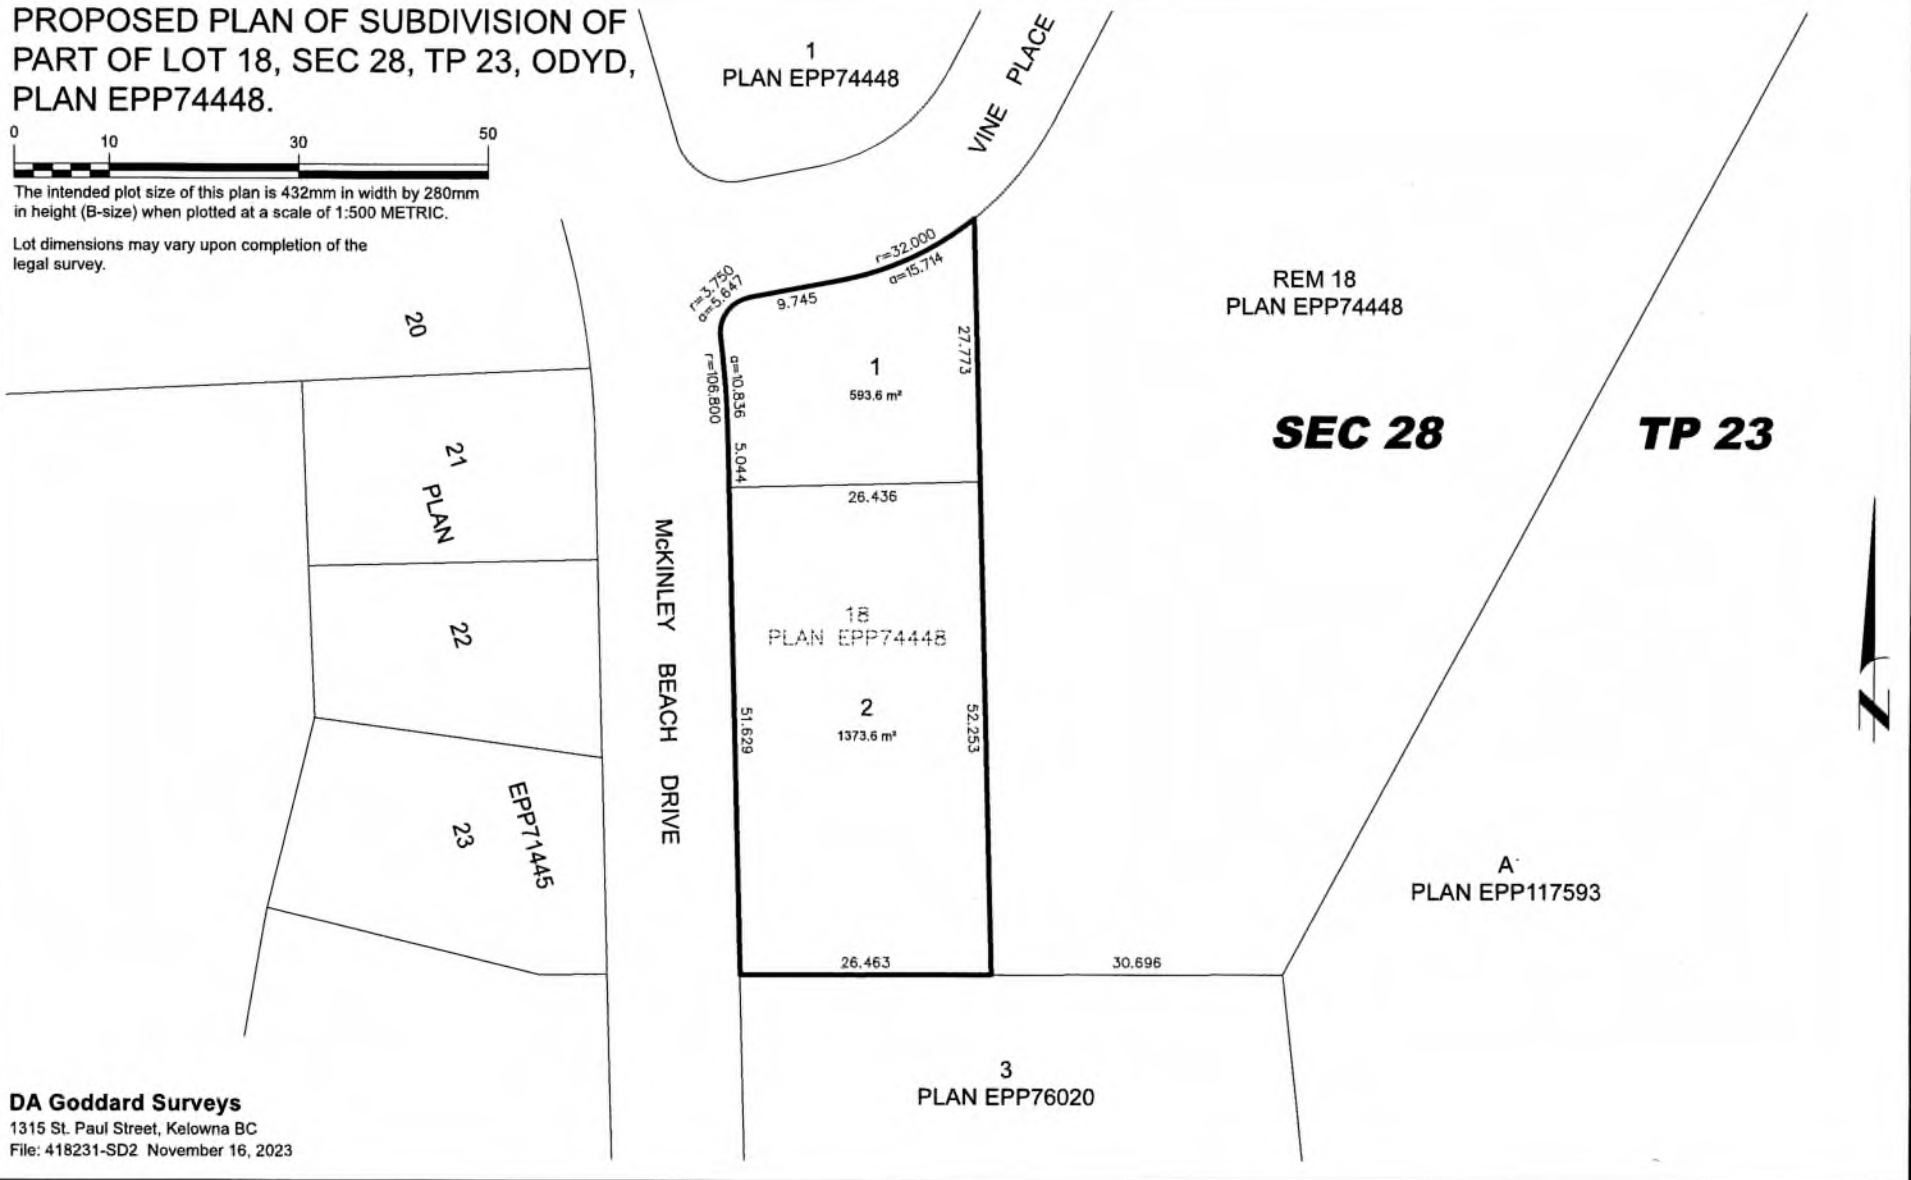 PROPOSED PLAN OF SUBDIVISION OF
PART OF LOT 18, SEC 28, TP 23, ODYD,
PLAN EPP74448.
0 10 30 50
The intended plot size of this plan is 432mm in width by 280mm
in height (B-size) when plotted at a scale of 1:500 METRIC.
Lot dimensions may vary upon completion of the
legal survey.
1
PLAN EPP74448
VINE PLACE
r=32.000
a=15.714
r=3.750
a=5.647
9.745
27.773
r=106.800
a=10.836
5.044
1
593.6 m²
26.436
REM 18
PLAN EPP74448
SEC 28
TP 23
20
21
PLAN
22
23
EPP71445
McKINLEY BEACH DRIVE
18
PLAN EPP74448
2
1373.6 m²
51.629
52.253
26.463
30.696
A
PLAN EPP117593
N
3
PLAN EPP76020
DA Goddard Surveys
1315 St. Paul Street, Kelowna BC
File: 418231-SD2 November 16, 2023